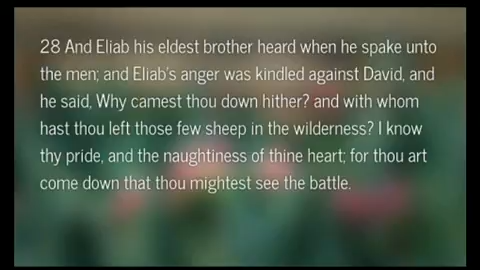 28 And Eliab his eldest brother heard when he spake unto
the men; and Eliab's anger was kindled against David, and
he said, Why camest thou down hither? and with whom
hast thou left those few sheep in the wilderness? I know
thy pride, and the naughtiness of thine heart; for thou art
come down that thou mightest see the battle.